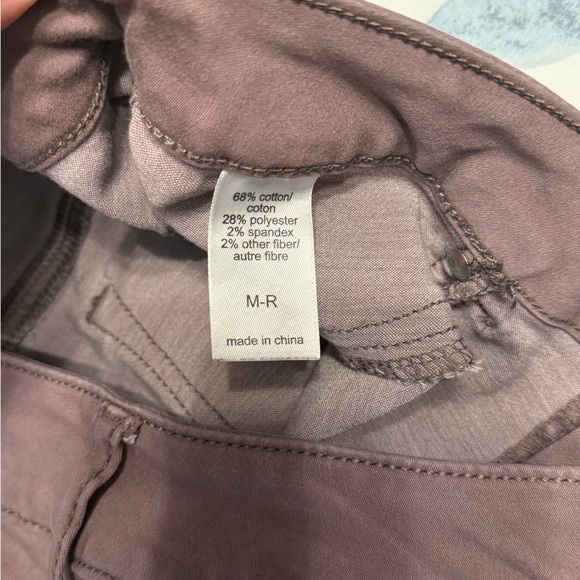 68% cotton/
coton
28% polyester
2% spandex
2% other fiber/
autre fibre
M-R
made in china